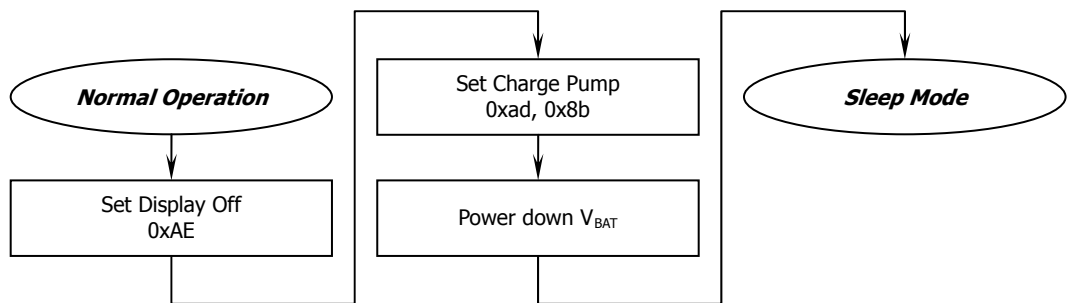 Normal Operation
Set Display Off
0xAE
Set Charge Pump
0xad, 0x8b
Power down VBAT
Sleep Mode